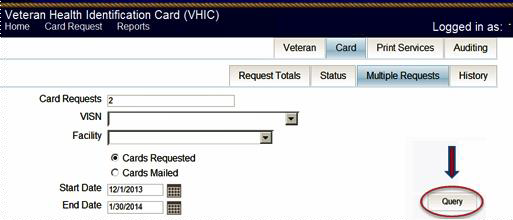 Veteran Health Identification Card (VHIC)
Home Card Request Reports Logged in as:
Veteran Card Print Services Auditing
Request Totals Status Multiple Requests History
Card Requests 2
VISN
Facility
Cards Requested
Cards Mailed
Start Date 12/1/2013
End Date 1/30/2014
Query